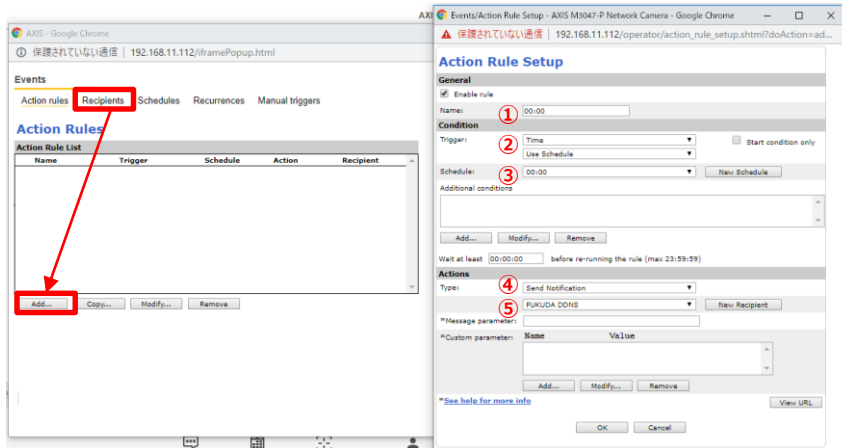 AXIS - Google Chrome
保護されていない通信 | 192.168.11.112/iframePopup.html
Events
Action rules Recipients Schedules Recurrences Manual triggers
Action Rules
Action Rule List
Name Trigger Schedule Action Recipient
Add... Copy... Modify... Remove
AXI
Events/Action Rule Setup - AXIS M3047-P Network Camera - Google Chrome
保護されていない通信 | 192.168.11.112/operator/action_rule_setup.shtml?doAction=ad...
Action Rule Setup
General
Enable rule
Name: ① 00:00
Condition
Trigger: ② Time Start condition only
Use Schedule
Schedule: ③ 00:00 New Schedule
Additional conditions
Add... Modify... Remove
Wait at least 00:00:00 before re-running the rule (max 23:59:59)
Actions
Type: ④ Send Notification
⑤ FUKUDA DDNS New Recipient
*Message parameter:
*Custom parameter: Name Value
Add... Modify... Remove
*See help for more info
View URL
OK Cancel